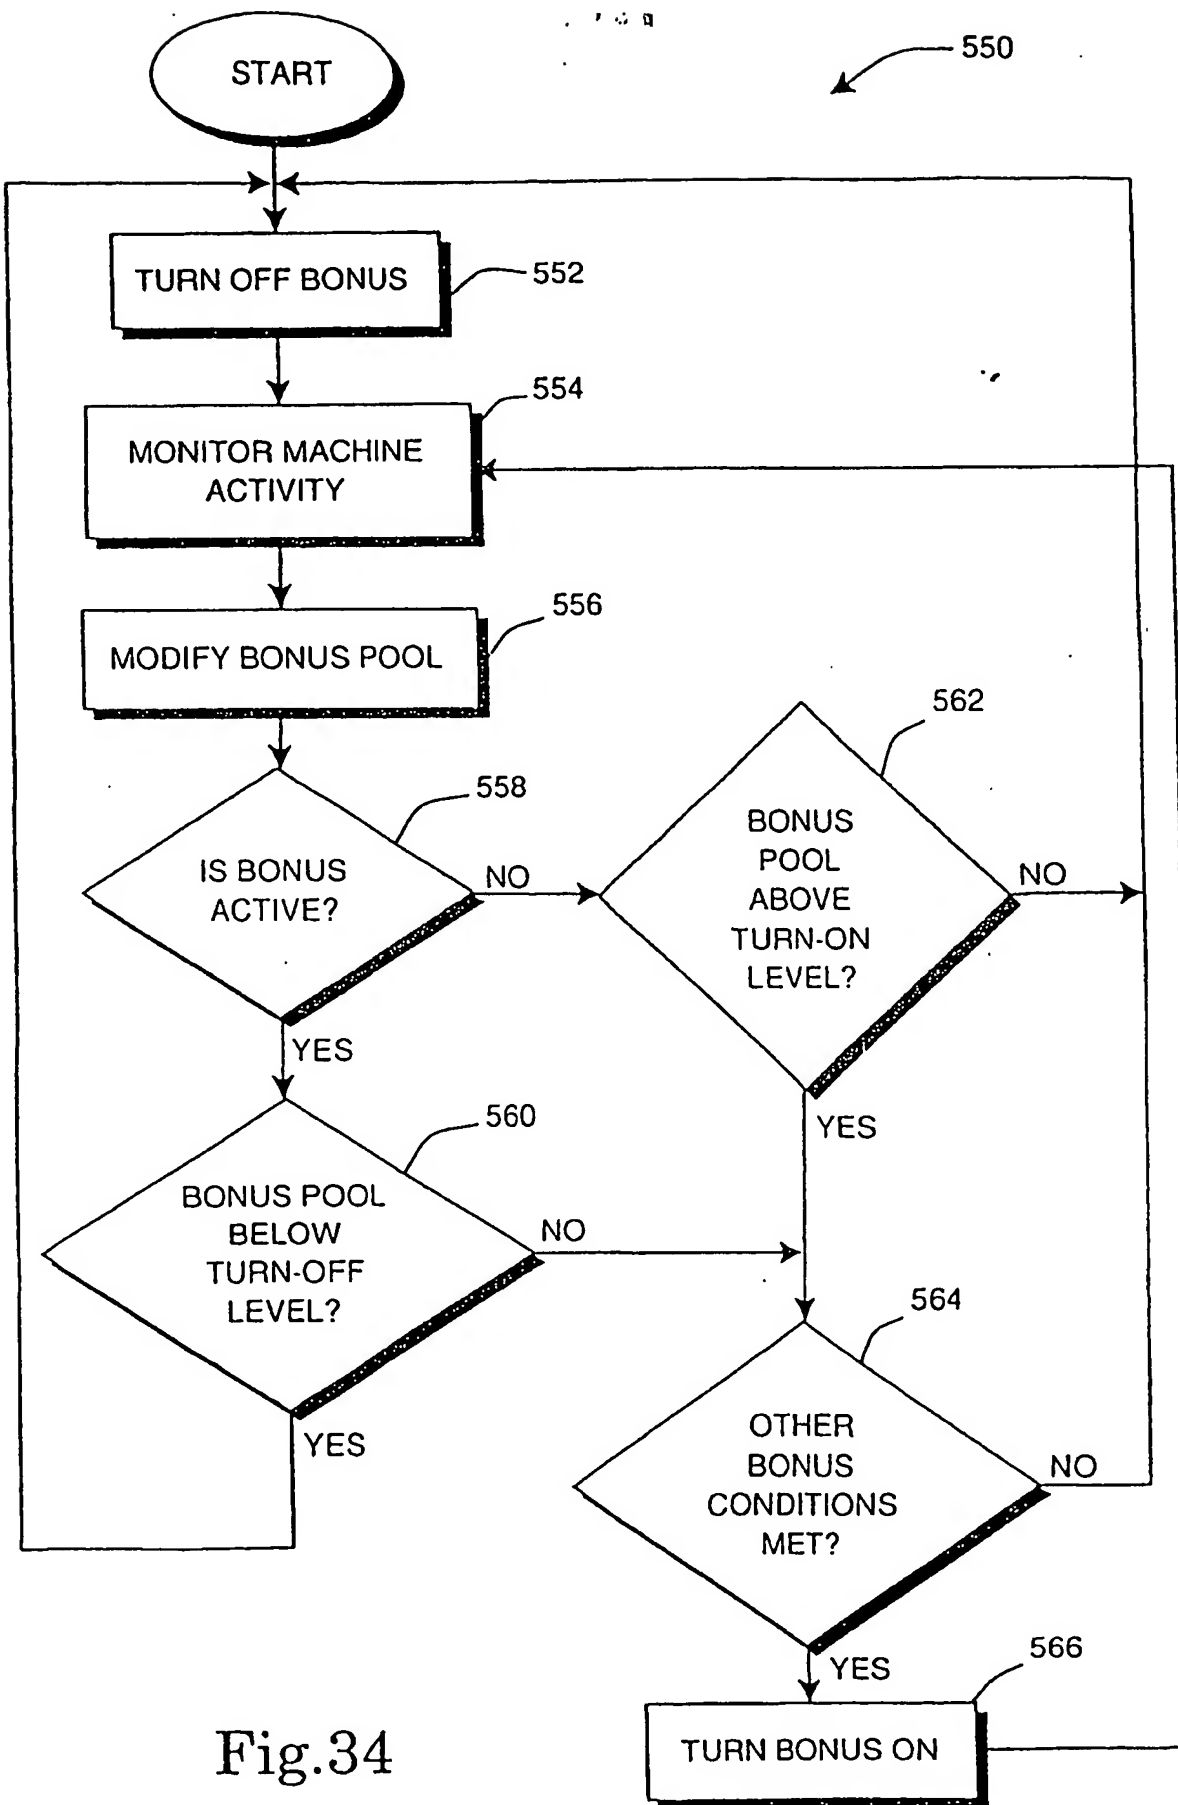 START
550
TURN OFF BONUS
552
MONITOR MACHINE
ACTIVITY
554
MODIFY BONUS POOL
556
IS BONUS
ACTIVE?
558
NO
YES
BONUS
POOL
ABOVE
TURN-ON
LEVEL?
562
NO
YES
BONUS POOL
BELOW
TURN-OFF
LEVEL?
560
NO
YES
OTHER
BONUS
CONDITIONS
MET?
564
NO
YES
TURN BONUS ON
566
Fig.34